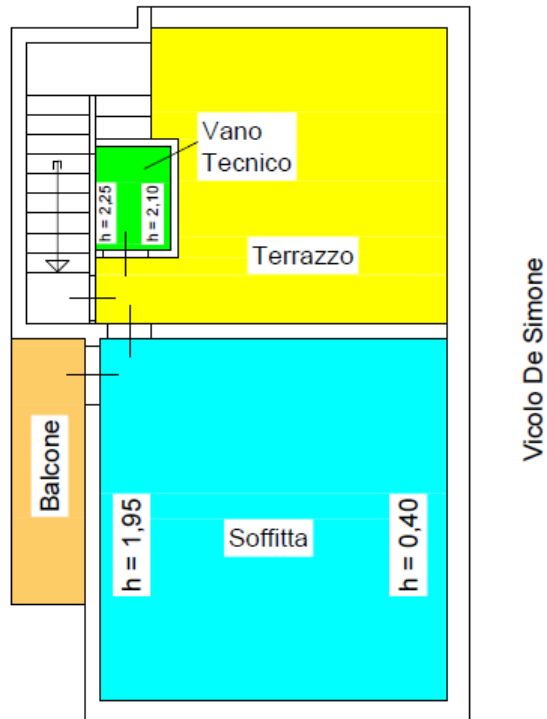 Vano
Tecnico
h = 2,25
h = 2,10
Terrazzo
Vicolo De Simone
Balcone
h = 1,95
Soffitta
h = 0,40